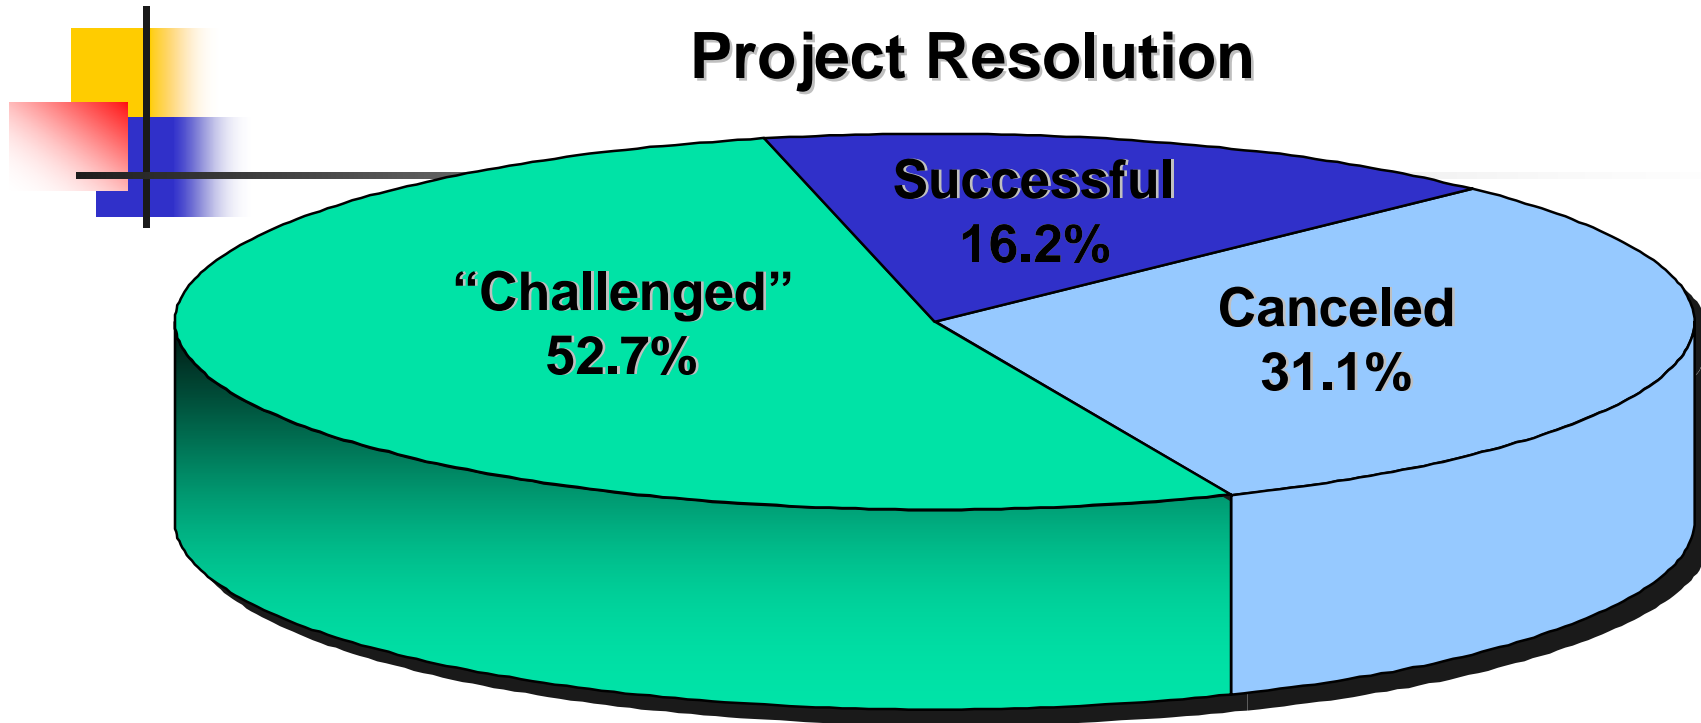 Project Resolution
Successful
16.2%
“Challenged”
52.7%
Canceled
31.1%